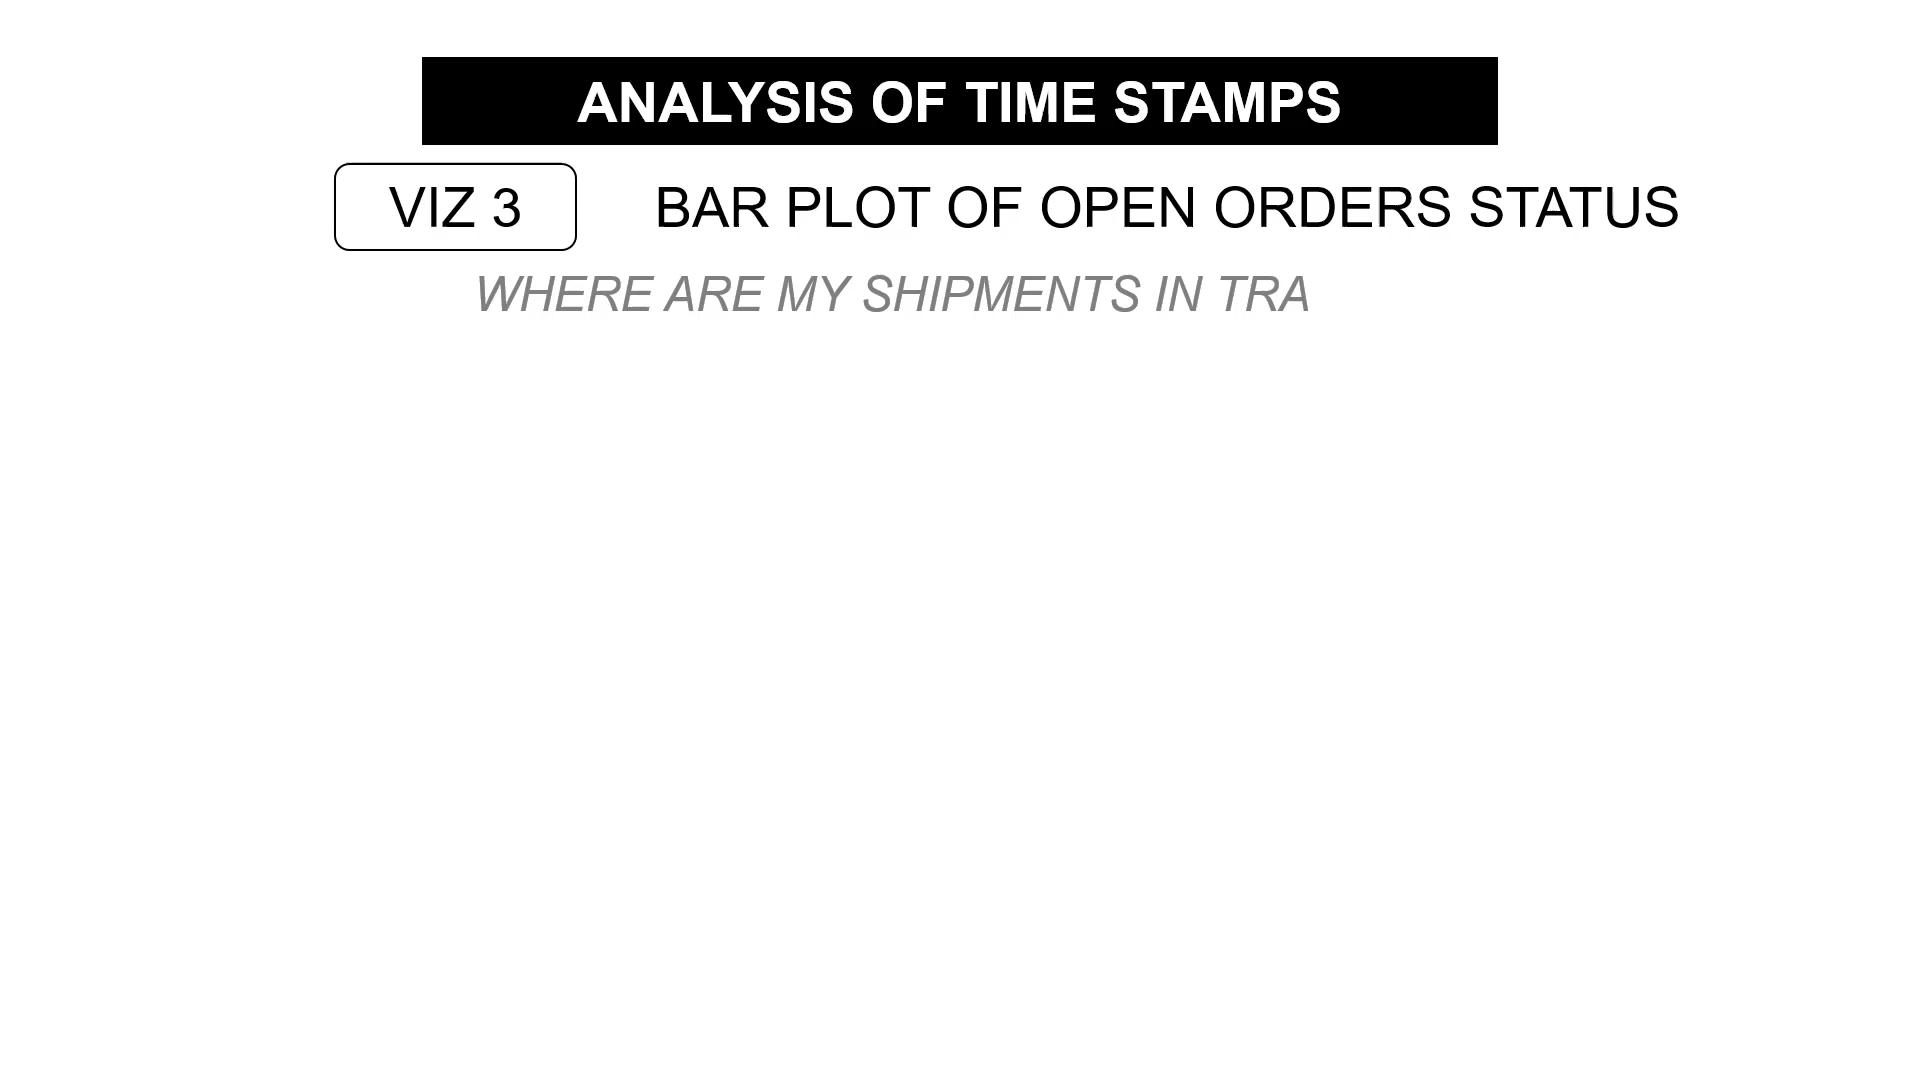 ANALYSIS OF TIME STAMPS
VIZ 3 BAR PLOT OF OPEN ORDERS STATUS
WHERE ARE MY SHIPMENTS IN TRA